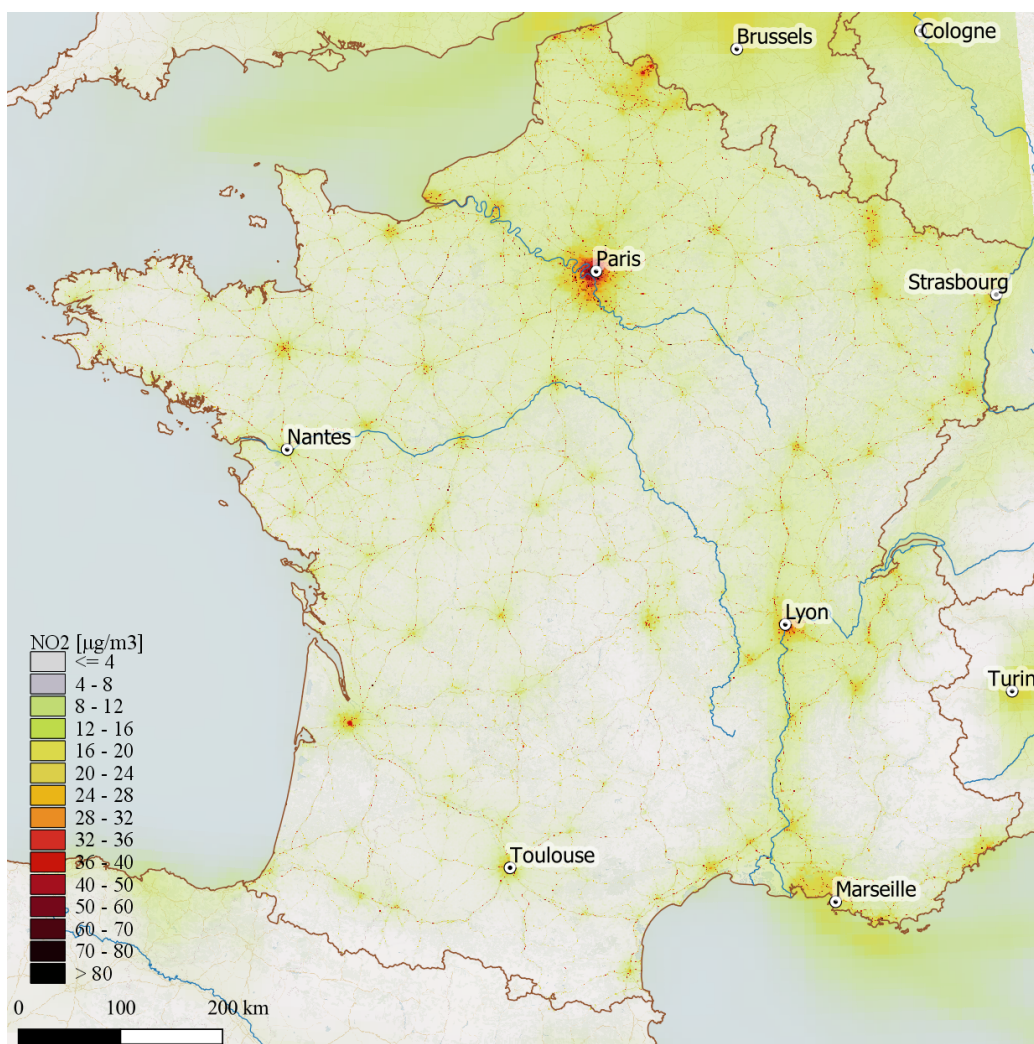 Brussels
Cologne
Paris
Strasbourg
Nantes
Lyon
Turin
Toulouse
Marseille
NO2 [µg/m3]
<= 4
4 - 8
8 - 12
12 - 16
16 - 20
20 - 24
24 - 28
28 - 32
32 - 36
36 - 40
40 - 50
50 - 60
60 - 70
70 - 80
> 80
0 100 200 km